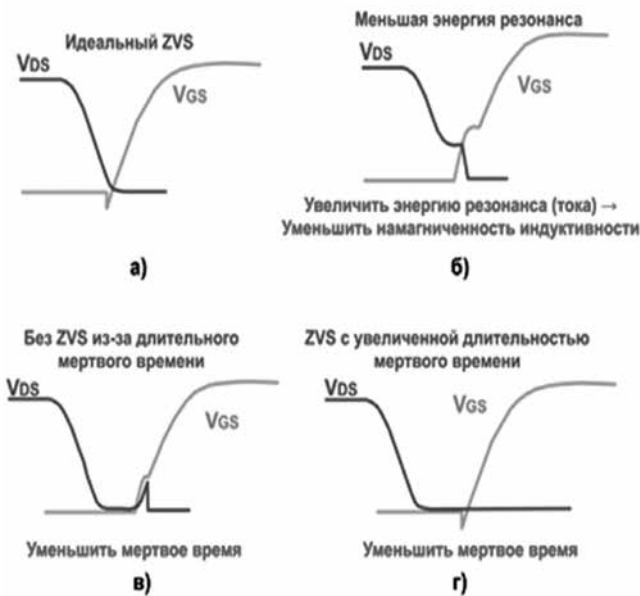 Идеальный ZVS
VDS
VGS
а)
Меньшая энергия резонанса
VDS
VGS
Увеличить энергию резонанса (тока) →
Уменьшить намагниченность индуктивности
б)
Без ZVS из-за длительного
мертвого времени
VDS
VGS
Уменьшить мертвое время
в)
ZVS с увеличенной длительностью
мертвого времени
VDS
VGS
Уменьшить мертвое время
г)